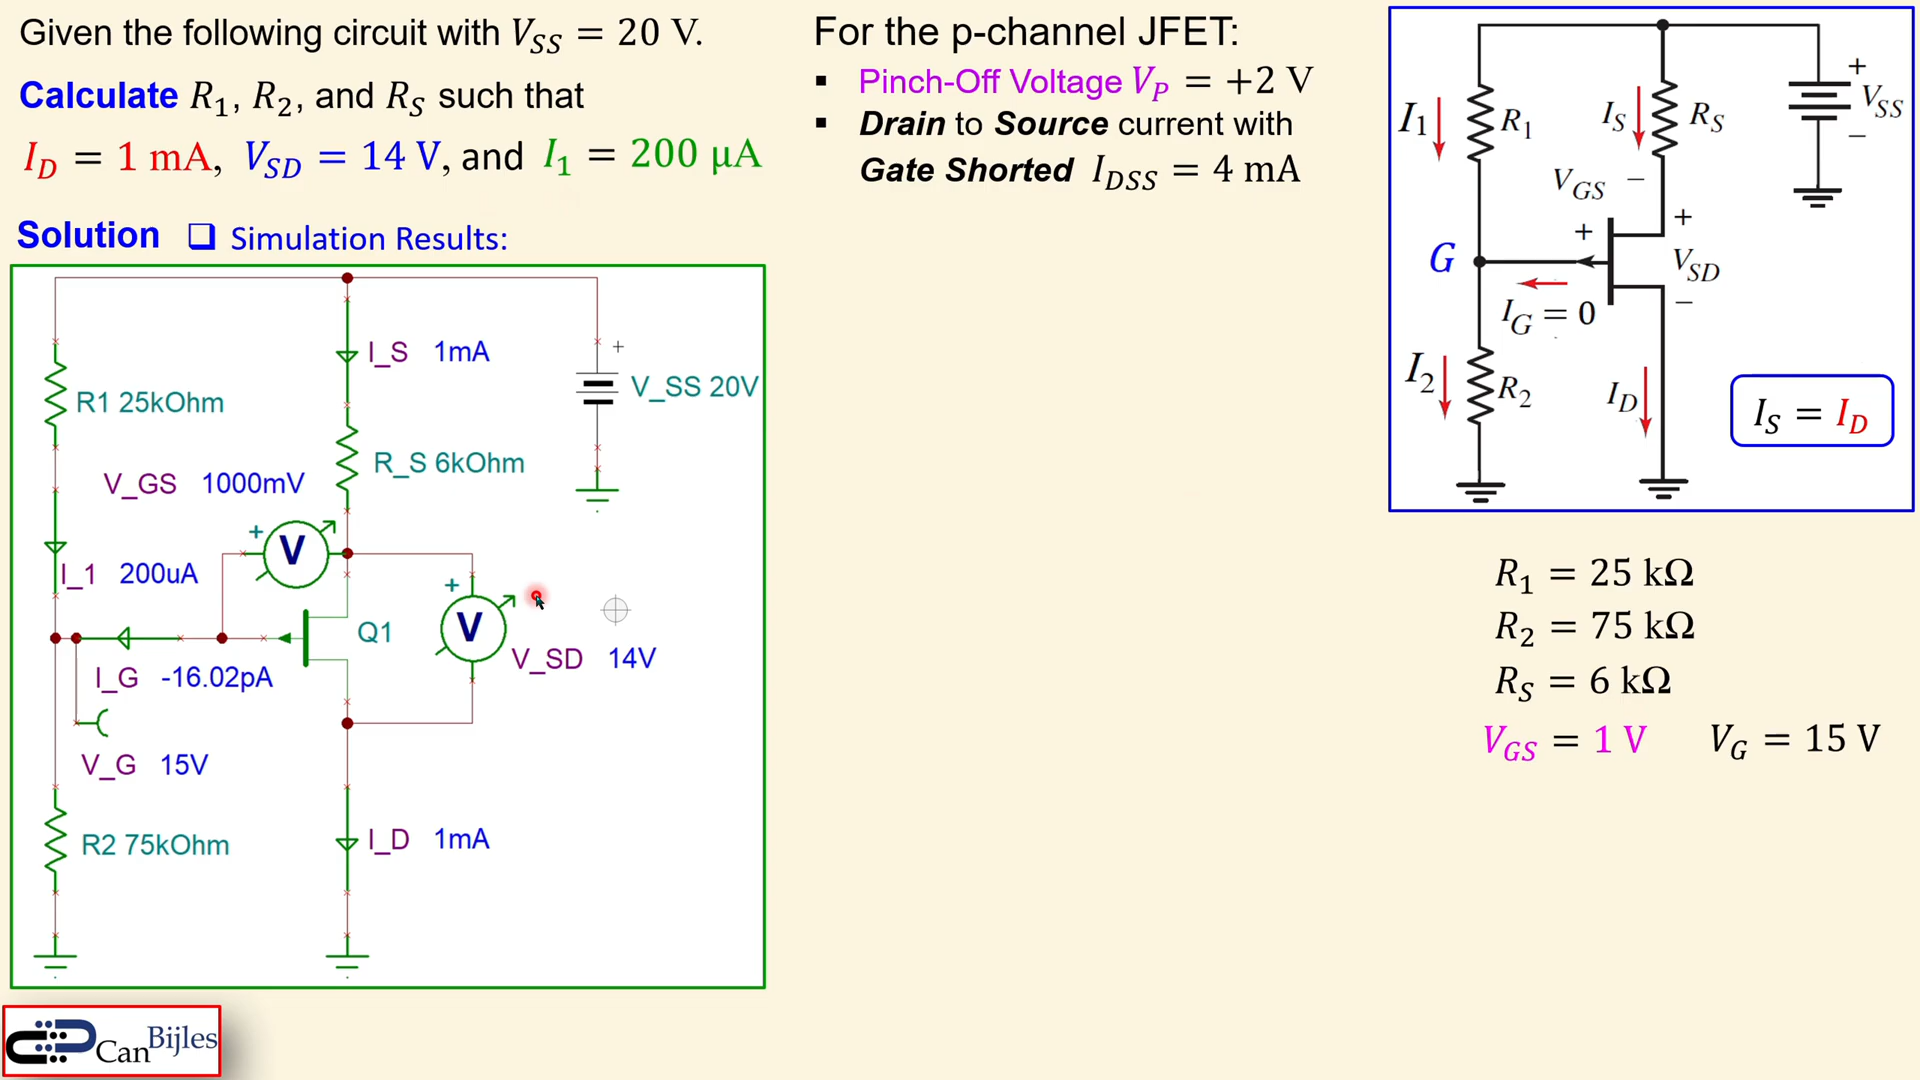 Given the following circuit with V_SS = 20 V.
Calculate R_1, R_2, and R_S such that
I_D = 1 mA, V_SD = 14 V, and I_1 = 200 μA
Solution ❑ Simulation Results:
For the p-channel JFET:
▪ Pinch-Off Voltage V_P = +2 V
▪ Drain to Source current with
Gate Shorted I_DSS = 4 mA
I_S 1mA
+
V_SS 20V
R1 25kOhm
R_S 6kOhm
V_GS 1000mV
+
V
I_1 200uA
+
V
Q1
V_SD 14V
I_G -16.02pA
V_G 15V
I_D 1mA
R2 75kOhm
Can Bijles
I_1
R_1
I_S
R_S
+
V_SS
−
V_GS −
+
+
G
V_SD
−
I_G = 0
I_2
R_2
I_D
I_S = I_D
R_1 = 25 kΩ
R_2 = 75 kΩ
R_S = 6 kΩ
V_GS = 1 V V_G = 15 V